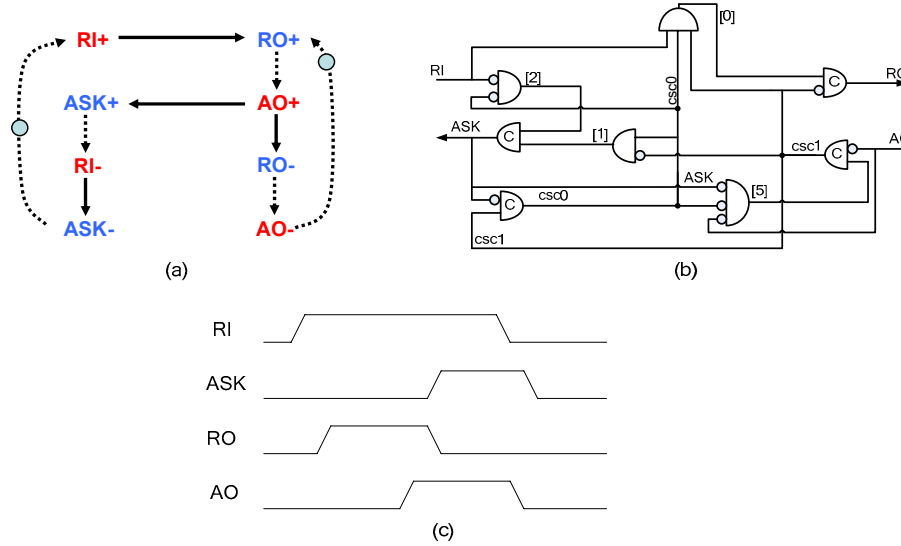 RI+
RO+
ASK+
AO+
RI-
RO-
ASK-
AO-
(a)
[0]
RI
[2]
csc0
C
RO
ASK
C
[1]
csc1
C
AO
ASK
[5]
C
csc0
csc1
(b)
RI
ASK
RO
AO
(c)